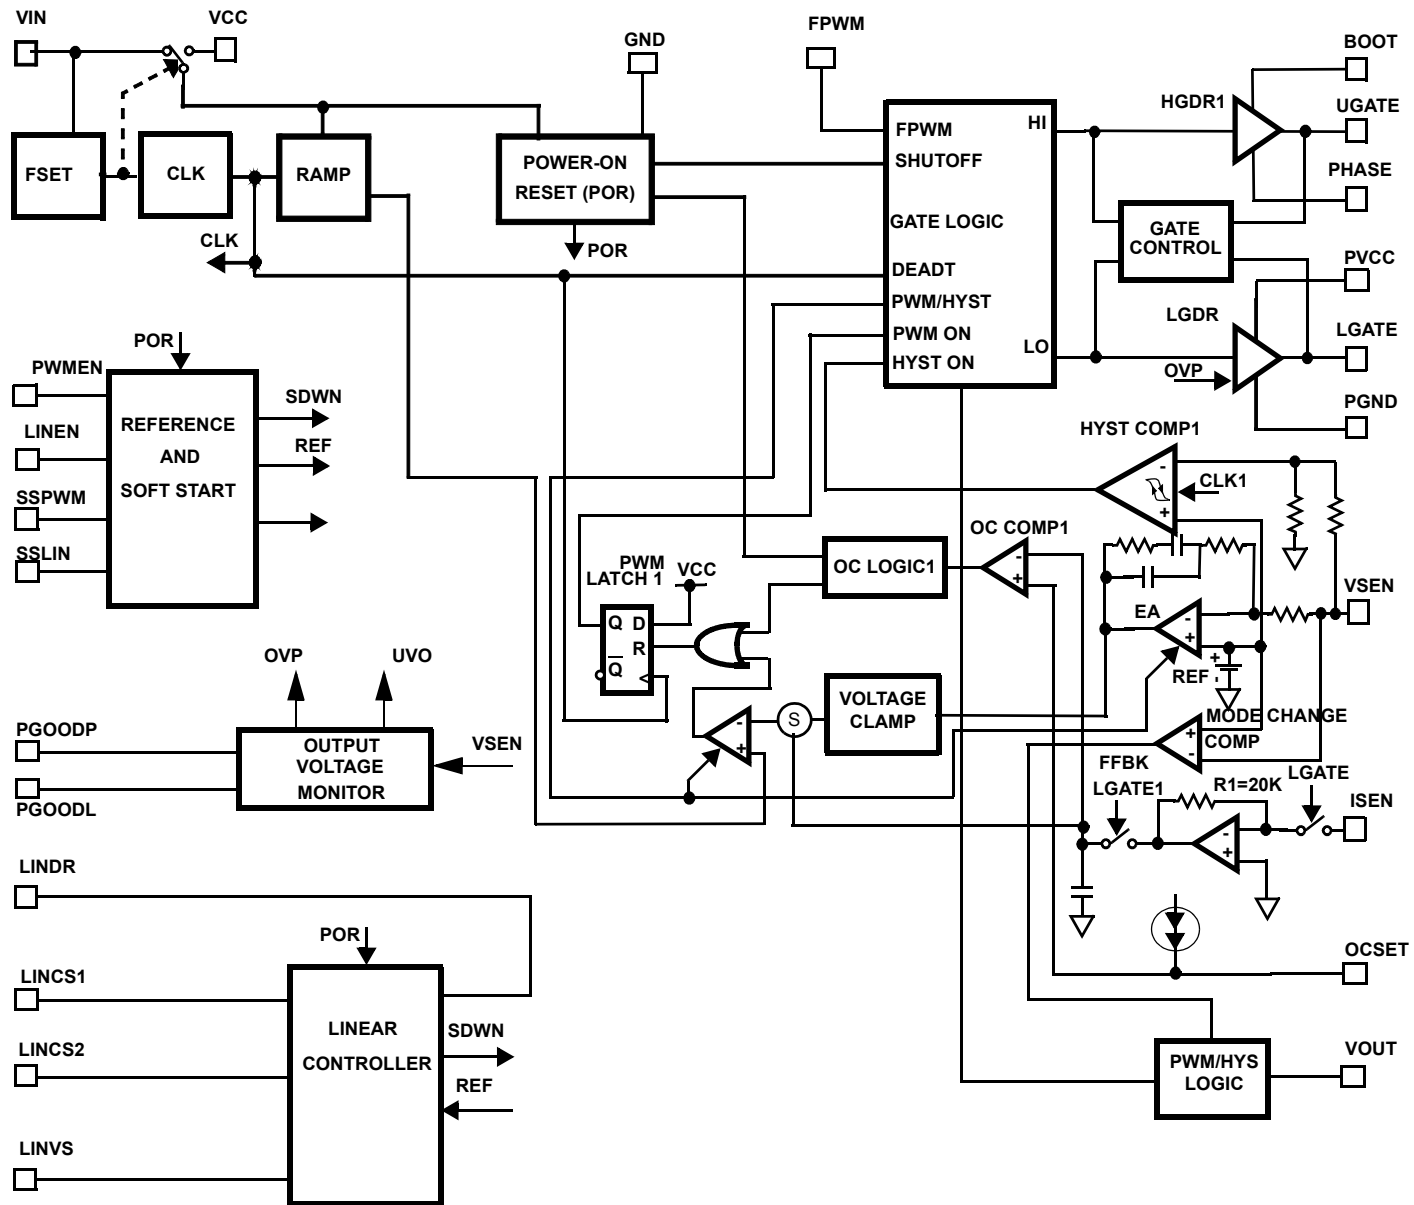 VIN
VCC
GND
FPWM
BOOT
HGDR1
UGATE
PHASE
FSET
CLK
RAMP
POWER-ON
RESET (POR)
POR
CLK
FPWM
HI
SHUTOFF
GATE LOGIC
DEADT
PWM/HYST
PWM ON
LO
HYST ON
GATE
CONTROL
PVCC
LGDR
LGATE
OVP
PGND
POR
PWMEN
LINEN
SSPWM
SSLIN
REFERENCE
AND
SOFT START
SDWN
REF
HYST COMP1
-
CLK1
+
OC COMP1
-
+
OC LOGIC1
PWM
LATCH 1
VCC
Q D
R
Q
<
EA
-
+
VSEN
REF
+
-
OVP
UVO
PGOODP
PGOODL
OUTPUT
VOLTAGE
MONITOR
VSEN
-
+
S
VOLTAGE
CLAMP
MODE CHANGE
COMP
+
-
FFBK
LGATE1
R1=20K
LGATE
ISEN
-
+
LINDR
POR
LINCS1
LINCS2
LINVS
LINEAR
CONTROLLER
SDWN
REF
OCSET
PWM/HYS
LOGIC
VOUT